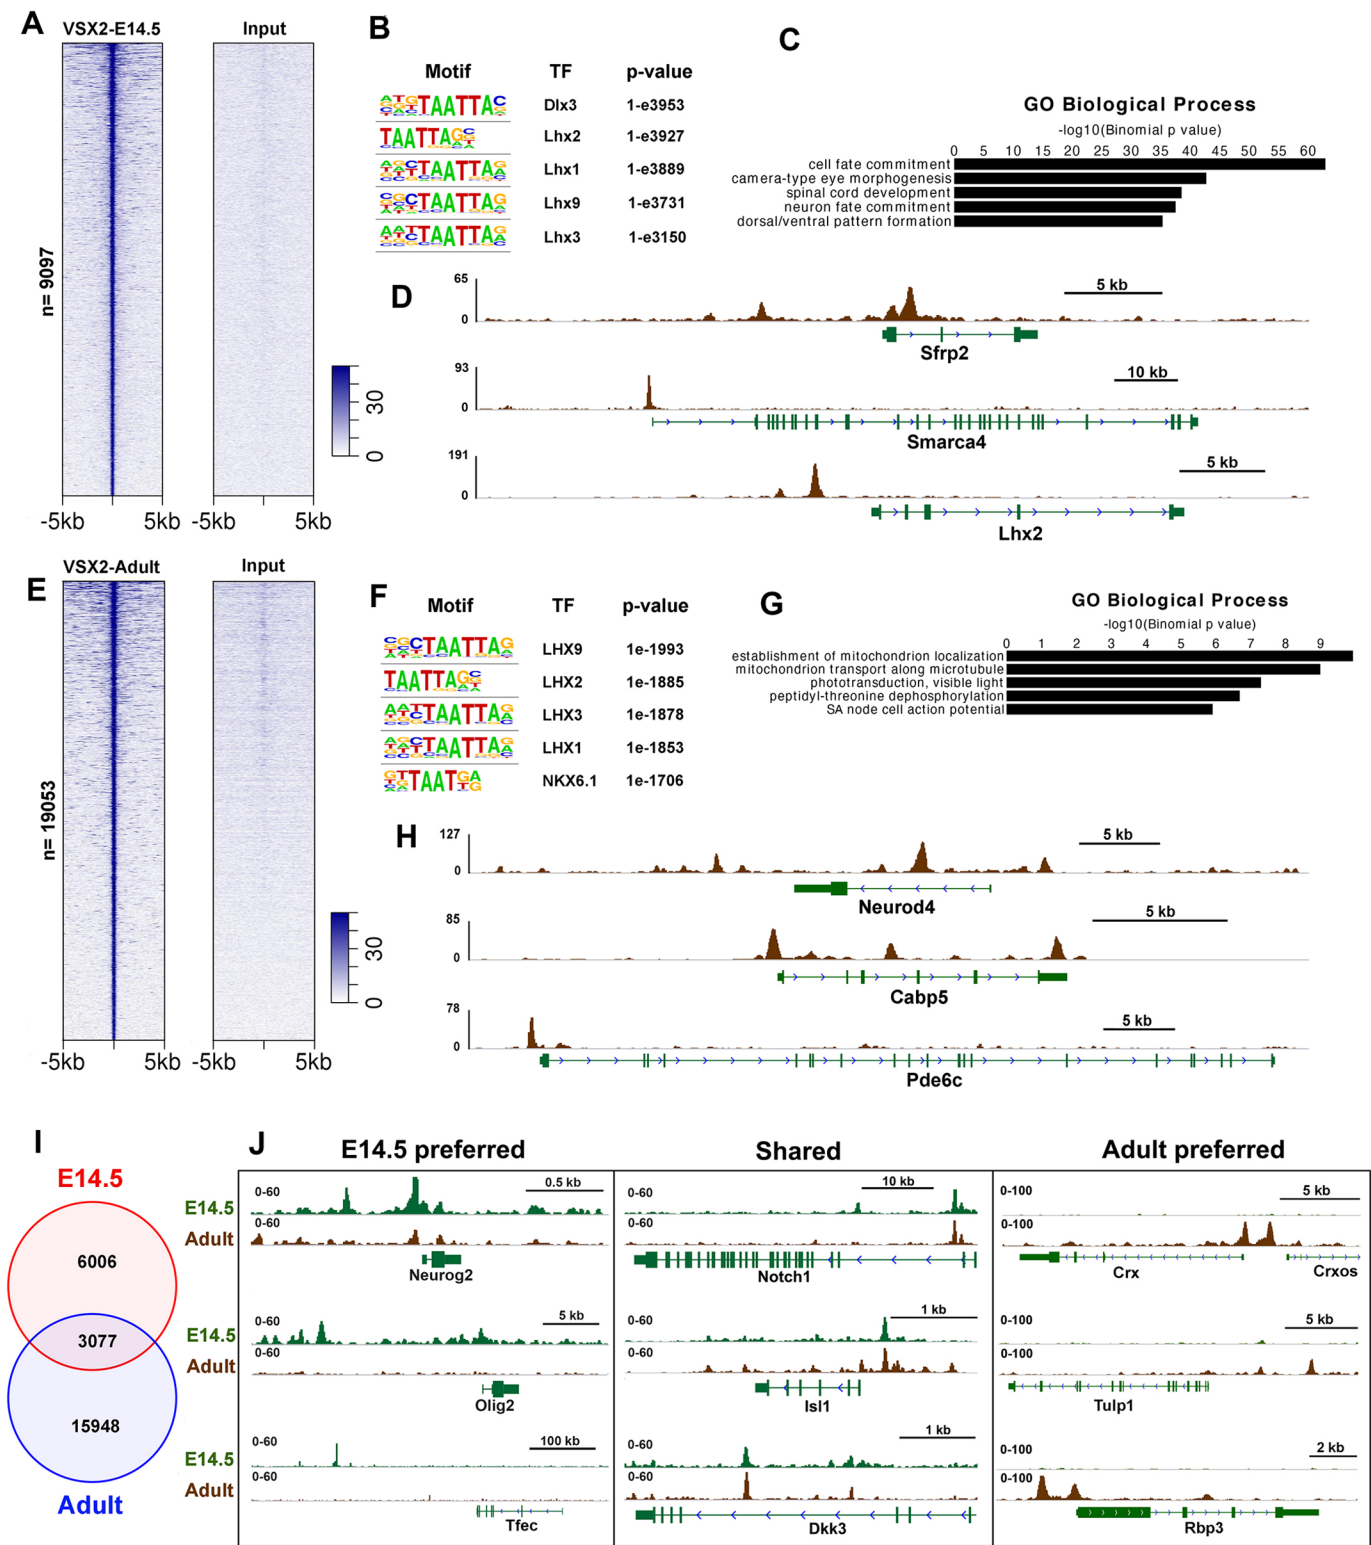 A
VSX2-E14.5
Input
n= 9097
-5kb
5kb
-5kb
5kb
30
0
B
Motif TF p-value
ATGTAATTAC Dlx3 1-e3953
TAATTAGC Lhx2 1-e3927
AGCTAATTAG Lhx1 1-e3889
CGCTAATTAG Lhx9 1-e3731
AATTAATTAG Lhx3 1-e3150
C
GO Biological Process
-log10(Binomial p value)
0 5 10 15 20 25 30 35 40 45 50 55 60
cell fate commitment
camera-type eye morphogenesis
spinal cord development
neuron fate commitment
dorsal/ventral pattern formation
D
65
0
5 kb
Sfrp2
93
0
10 kb
Smarca4
191
0
5 kb
Lhx2
E
VSX2-Adult
Input
n= 19053
-5kb
5kb
-5kb
5kb
30
0
F
Motif TF p-value
CGCTAATTAG LHX9 1e-1993
TAATTAGC LHX2 1e-1885
AATTAATTAG LHX3 1e-1878
AGCTAATTAG LHX1 1e-1853
GTTAATGA NKX6.1 1e-1706
G
GO Biological Process
-log10(Binomial p value)
0 1 2 3 4 5 6 7 8 9
establishment of mitochondrion localization
mitochondrion transport along microtubule
phototransduction, visible light
peptidyl-threonine dephosphorylation
SA node cell action potential
H
127
0
5 kb
Neurod4
85
0
5 kb
Cabp5
78
0
5 kb
Pde6c
I
E14.5
6006
3077
15948
Adult
J
E14.5 preferred
Shared
Adult preferred
E14.5
Adult
0-60
0-60
0.5 kb
Neurog2
0-60
0-60
10 kb
Notch1
0-100
0-100
5 kb
Crx
Crxos
E14.5
Adult
0-60
0-60
5 kb
Olig2
0-60
0-60
1 kb
Isl1
0-100
0-100
5 kb
Tulp1
E14.5
Adult
0-60
0-60
100 kb
Tfec
0-60
0-60
1 kb
Dkk3
0-100
0-100
2 kb
Rbp3